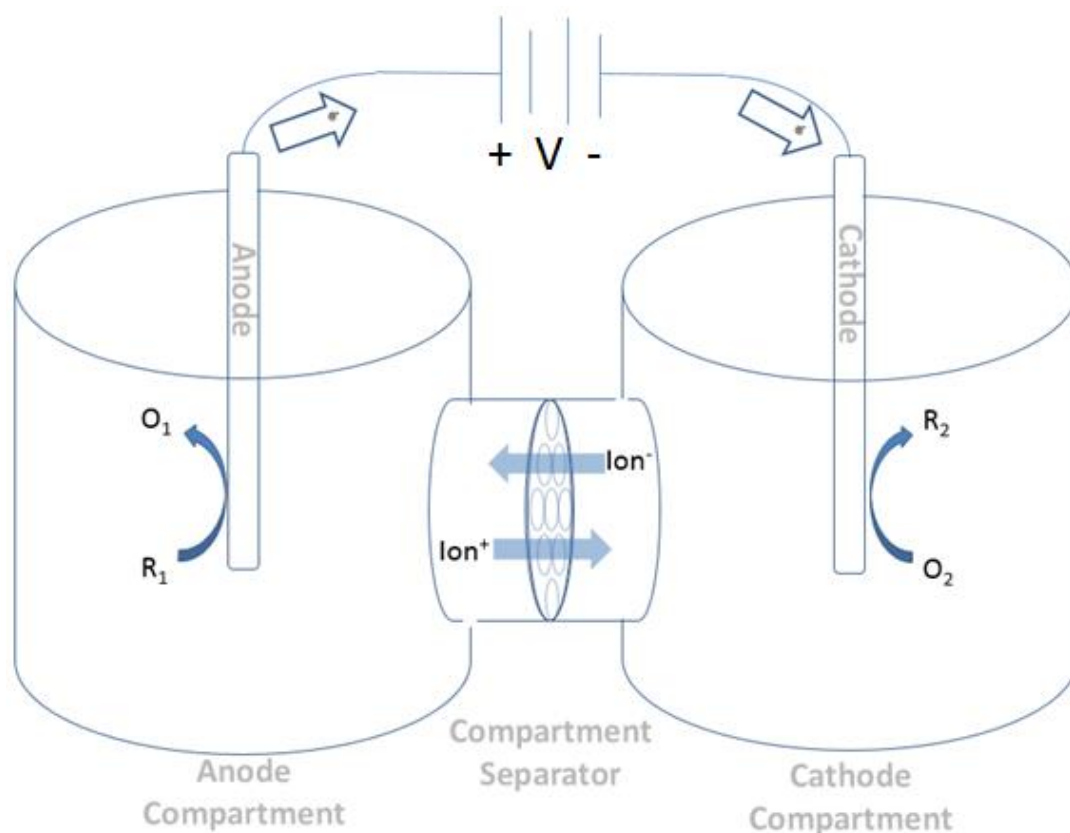 + V -
Anode
Cathode
O₁
R₁
Ion⁻
Ion⁺
R₂
O₂
Compartment
Separator
Anode
Compartment
Cathode
Compartment